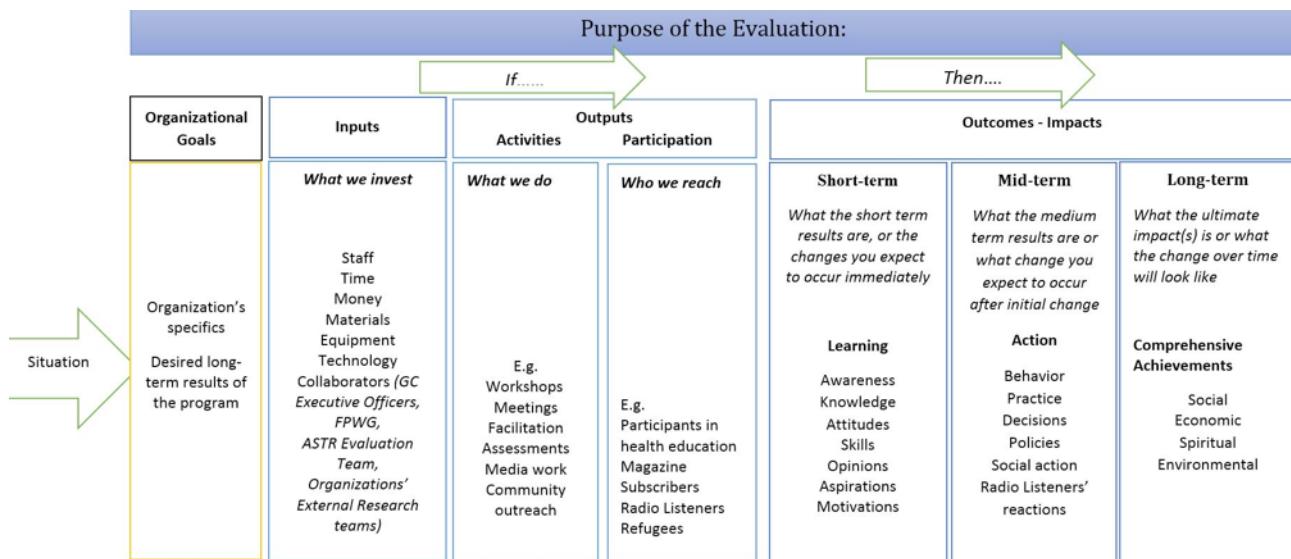 Purpose of the Evaluation:
If......
Then....
Organizational
Goals
Inputs
Outputs
Activities
Participation
Outcomes - Impacts
Situation
Organization's
specifics
Desired long-
term results of
the program
What we invest
Staff
Time
Money
Materials
Equipment
Technology
Collaborators (GC
Executive Officers,
FPWG,
ASTR Evaluation
Team,
Organizations'
External Research
teams)
What we do
E.g.
Workshops
Meetings
Facilitation
Assessments
Media work
Community
outreach
Who we reach
E.g.
Participants in
health education
Magazine
Subscribers
Radio Listeners
Refugees
Short-term
What the short term
results are, or the
changes you expect
to occur immediately
Learning
Awareness
Knowledge
Attitudes
Skills
Opinions
Aspirations
Motivations
Mid-term
What the medium
term results are or
what change you
expect to occur
after initial change
Action
Behavior
Practice
Decisions
Policies
Social action
Radio Listeners'
reactions
Long-term
What the ultimate
impact(s) is or what
the change over time
will look like
Comprehensive
Achievements
Social
Economic
Spiritual
Environmental